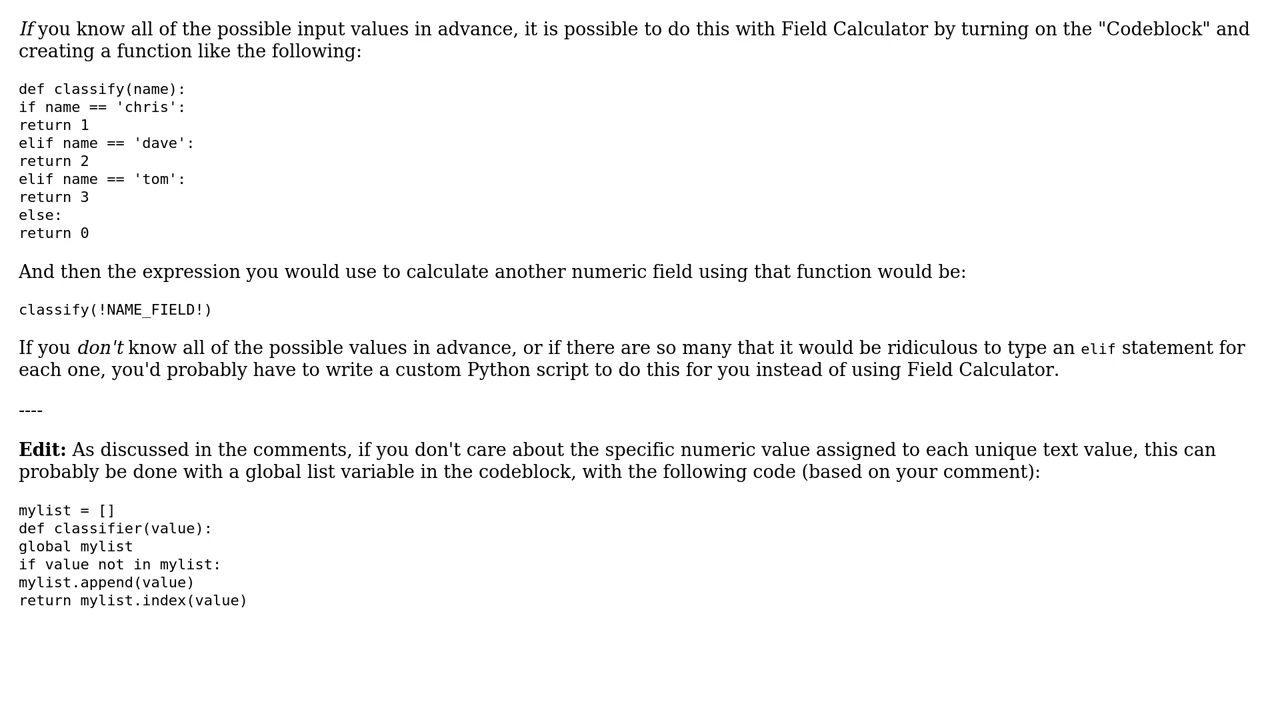 If you know all of the possible input values in advance, it is possible to do this with Field Calculator by turning on the "Codeblock" and
creating a function like the following:
def classify(name):
if name == 'chris':
return 1
elif name == 'dave':
return 2
elif name == 'tom':
return 3
else:
return 0
And then the expression you would use to calculate another numeric field using that function would be:
classify(!NAME_FIELD!)
If you don't know all of the possible values in advance, or if there are so many that it would be ridiculous to type an elif statement for
each one, you'd probably have to write a custom Python script to do this for you instead of using Field Calculator.
----
Edit: As discussed in the comments, if you don't care about the specific numeric value assigned to each unique text value, this can
probably be done with a global list variable in the codeblock, with the following code (based on your comment):
mylist = []
def classifier(value):
global mylist
if value not in mylist:
mylist.append(value)
return mylist.index(value)